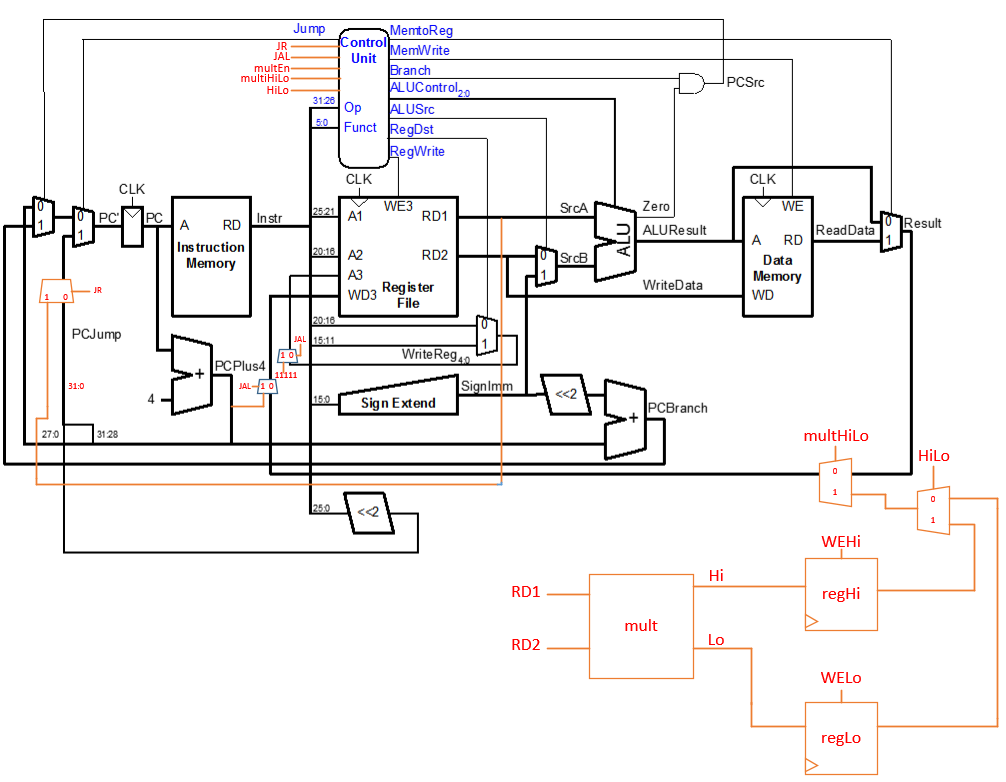 Jump
MemtoReg
JR
Control
Unit
MemWrite
JAL
multEn
Branch
multiHiLo
PCSrc
HiLo
ALUControl2:0
31:26
Op
ALUSrc
5:0
Funct
RegDst
RegWrite
CLK
CLK
CLK
0
1
0
1
PC'
PC
A
RD
Instr
Instruction
Memory
25:21
A1
WE3
RD1
SrcA
Zero
WE
0
1
Result
20:16
A2
RD2
0
1
SrcB
ALU
ALUResult
A
RD
ReadData
A3
Data
Memory
WD3
Register
File
WriteData
WD
1 0
JR
20:16
0
15:11
1
PCJump
JAL
1 0
WriteReg4:0
PCPlus4
+
11111
31:0
JAL
1 0
SignImm
4
15:0
Sign Extend
<<2
PCBranch
+
27:0
31:28
multHiLo
0
1
HiLo
0
1
25:0
<<2
WEHi
Hi
RD1
regHi
mult
RD2
Lo
WELo
regLo